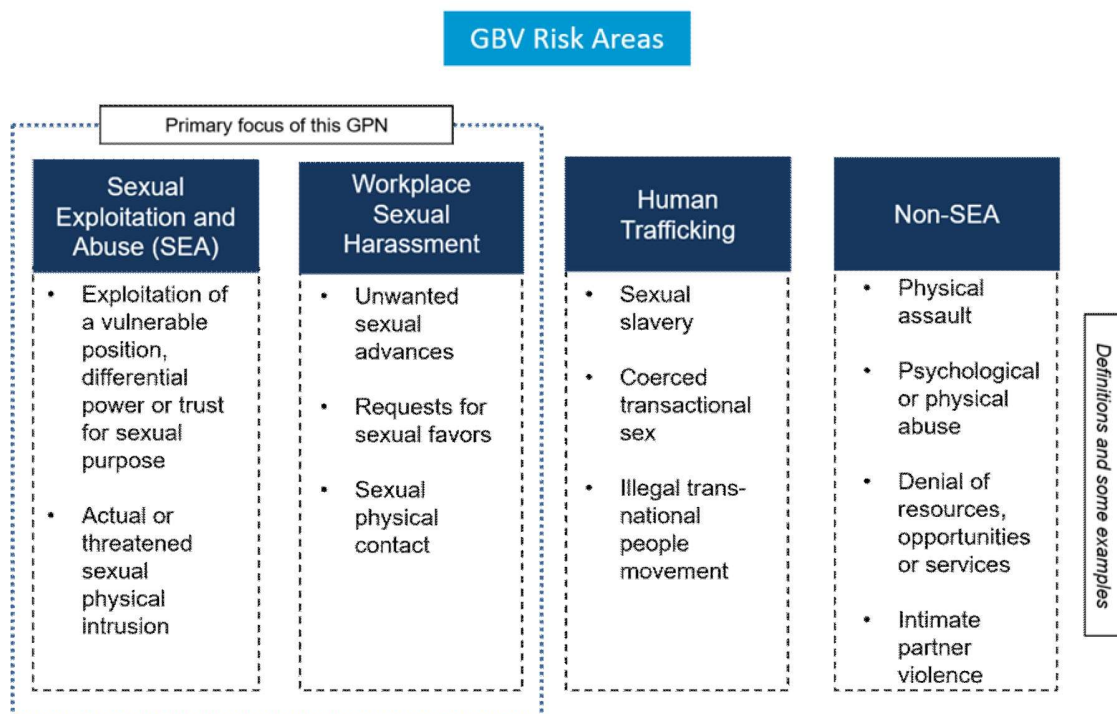 GBV Risk Areas
Primary focus of this GPN
Sexual
Exploitation and
Abuse (SEA)
• Exploitation of
a vulnerable
position,
differential
power or trust
for sexual
purpose
• Actual or
threatened
sexual
physical
intrusion
Workplace
Sexual
Harassment
• Unwanted
sexual
advances
• Requests for
sexual favors
• Sexual
physical
contact
Human
Trafficking
• Sexual
slavery
• Coerced
transactional
sex
• Illegal trans-
national
people
movement
Non-SEA
• Physical
assault
• Psychological
or physical
abuse
• Denial of
resources,
opportunities
or services
• Intimate
partner
violence
Definitions and some examples